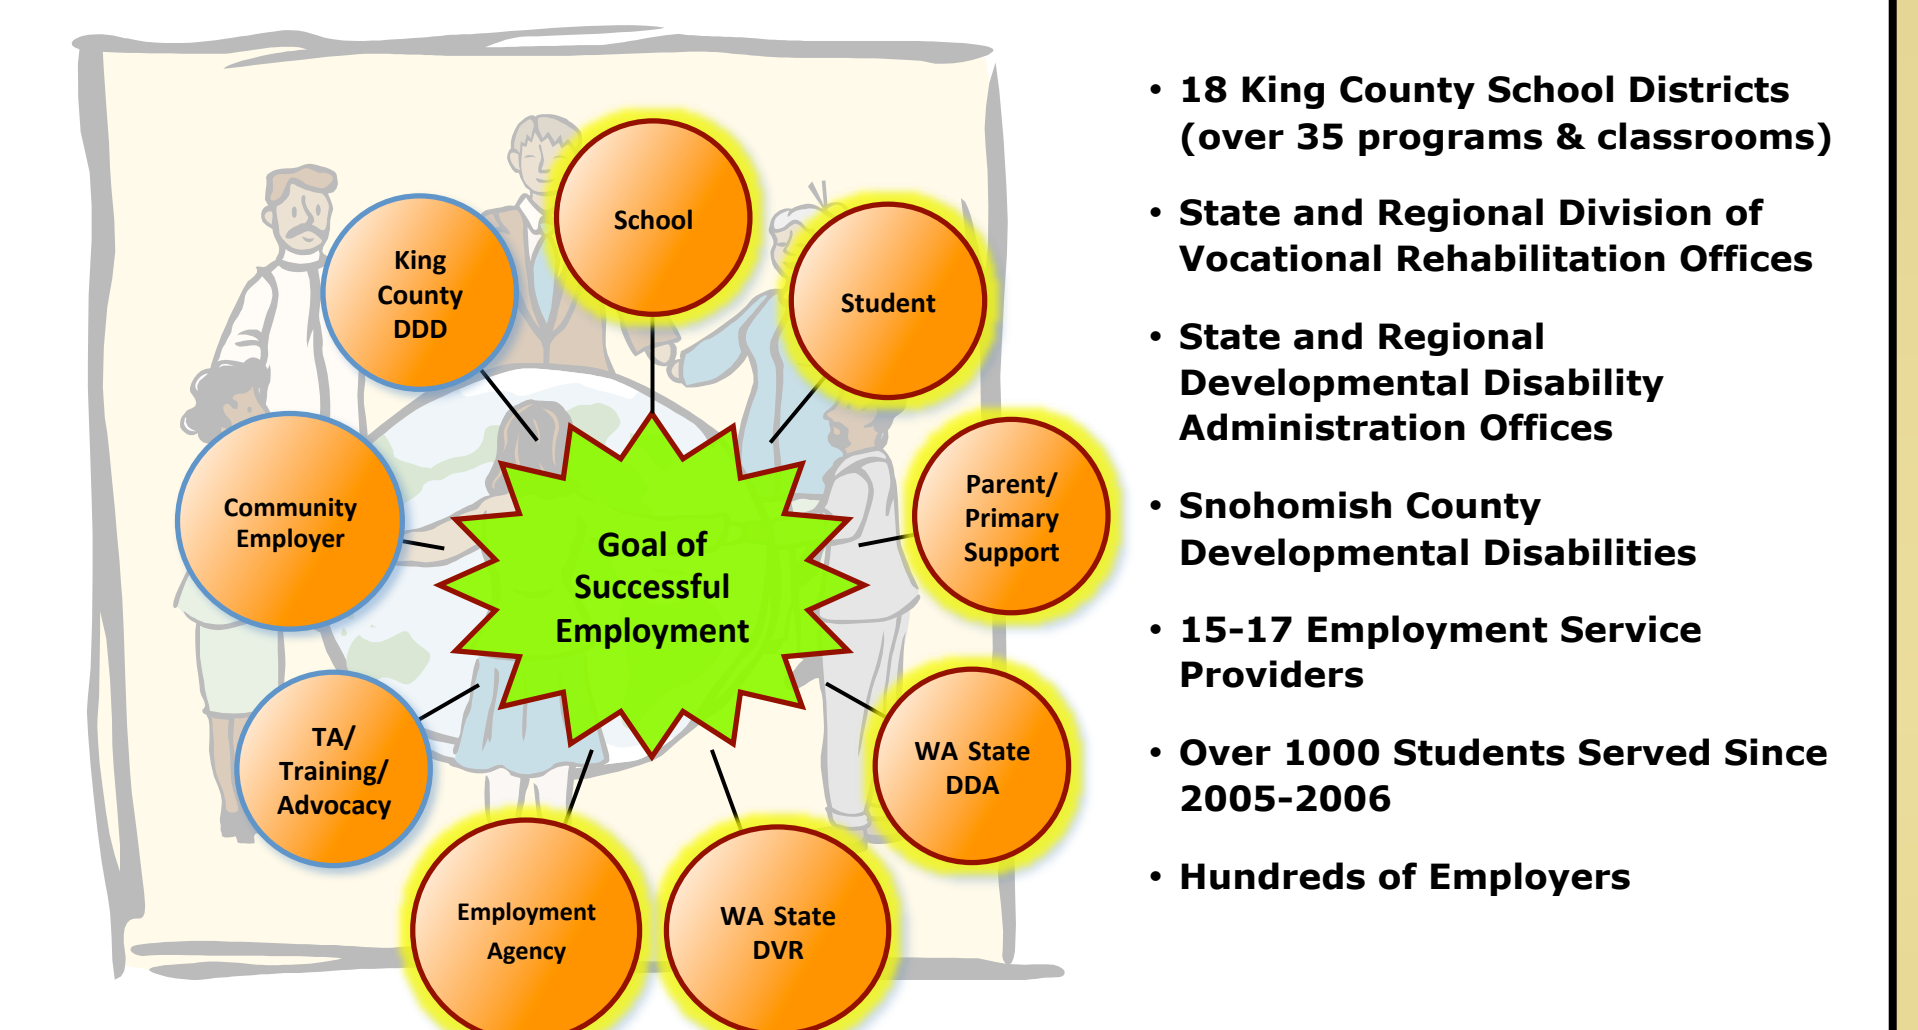 School
Student
King
County
DDD
Parent/
Primary
Support
Community
Employer
Goal of
Successful
Employment
TA/
Training/
Advocacy
WA State
DDA
Employment
Agency
WA State
DVR
• 18 King County School Districts
(over 35 programs & classrooms)
• State and Regional Division of
Vocational Rehabilitation Offices
• State and Regional
Developmental Disability
Administration Offices
• Snohomish County
Developmental Disabilities
• 15-17 Employment Service
Providers
• Over 1000 Students Served Since
2005-2006
• Hundreds of Employers